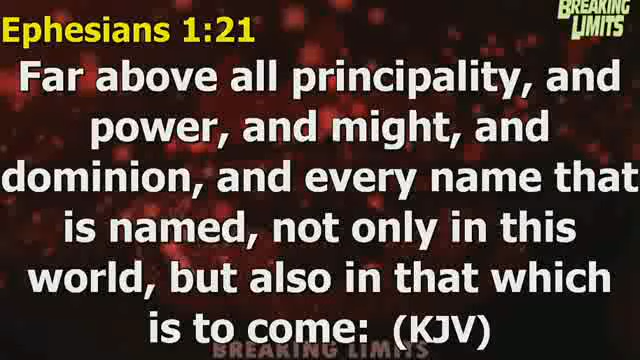 BREAKING
LIMITS
Ephesians 1:21
Far above all principality, and
power, and might, and
dominion, and every name that
is named, not only in this
world, but also in that which
is to come: (KJV)
BREAKING LIMITS